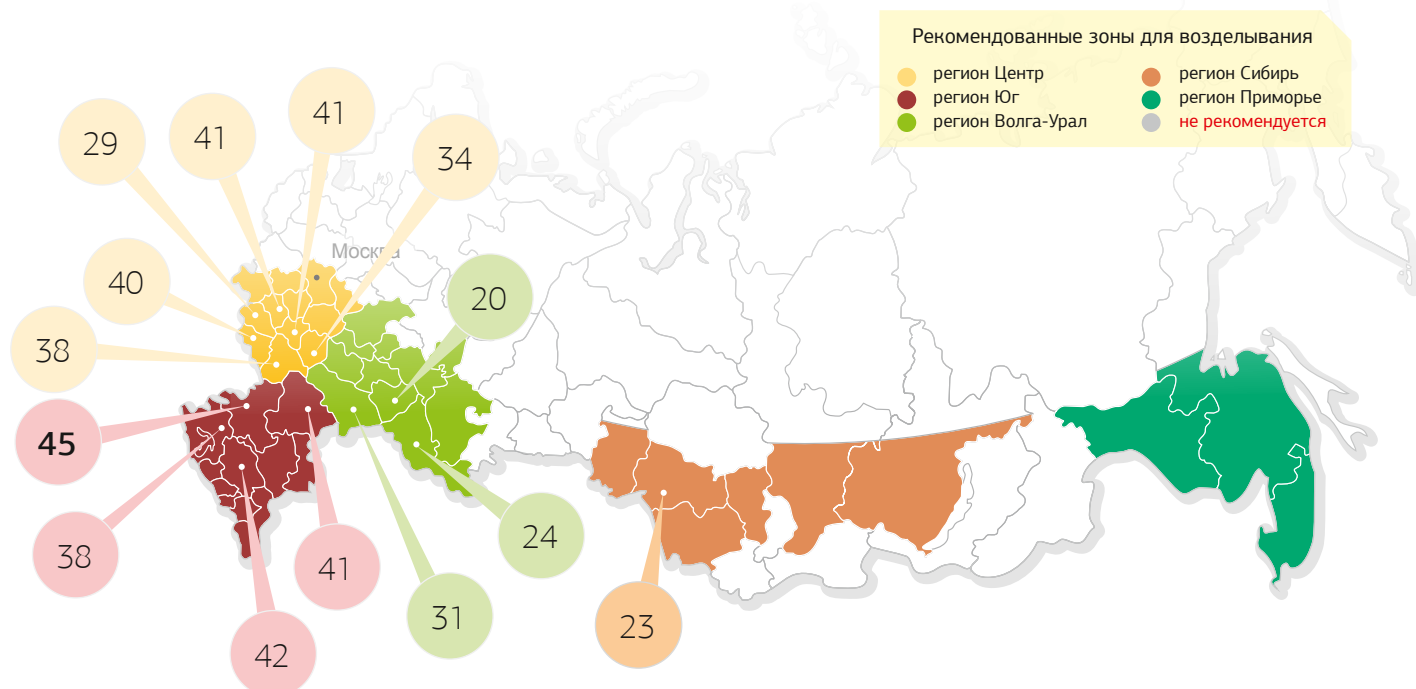 Рекомендованные зоны для возделывания
регион Центр
регион Юг
регион Волга-Урал
регион Сибирь
регион Приморье
не рекомендуется
41
41
29
34
Москва
40
20
38
45
24
38
41
31
23
42